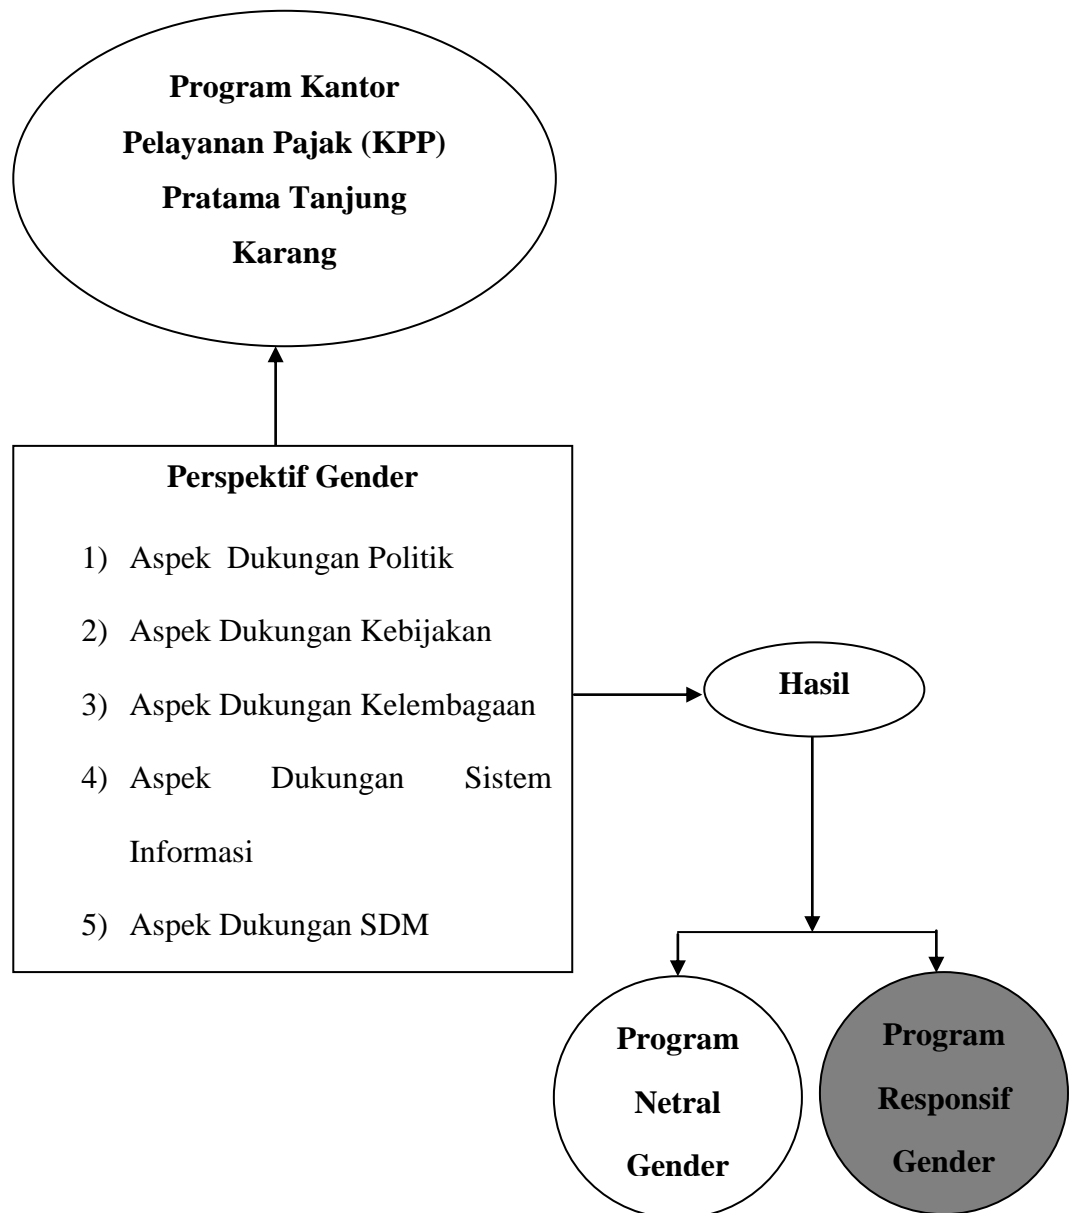 Program Kantor
Pelayanan Pajak (KPP)
Pratama Tanjung
Karang
Perspektif Gender
1) Aspek Dukungan Politik
2) Aspek Dukungan Kebijakan
3) Aspek Dukungan Kelembagaan
4) Aspek Dukungan Sistem
Informasi
5) Aspek Dukungan SDM
Hasil
Program
Netral
Gender
Program
Responsif
Gender